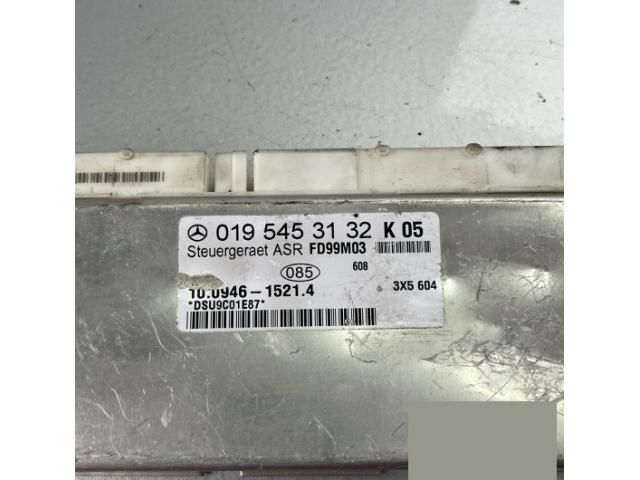 019 545 31 32 K 05
Steuergeraet ASR FD99M03
085 608
10.0946-1521.4 3X5 604
*DSU9C01E87*